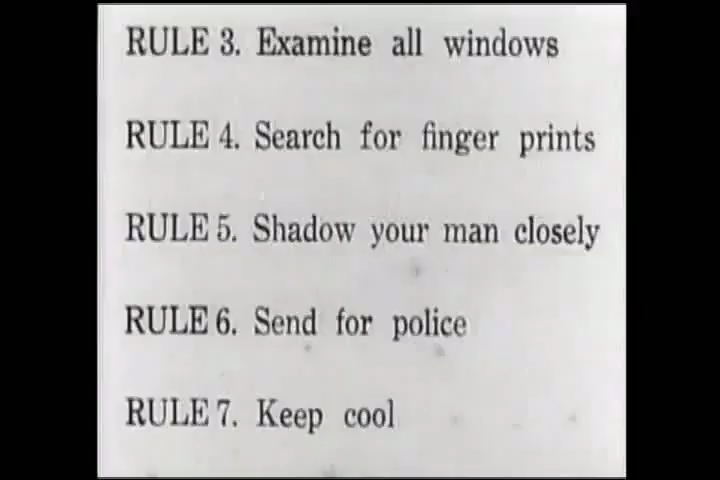 RULE 3. Examine all windows
RULE 4. Search for finger prints
RULE 5. Shadow your man closely
RULE 6. Send for police
RULE 7. Keep cool